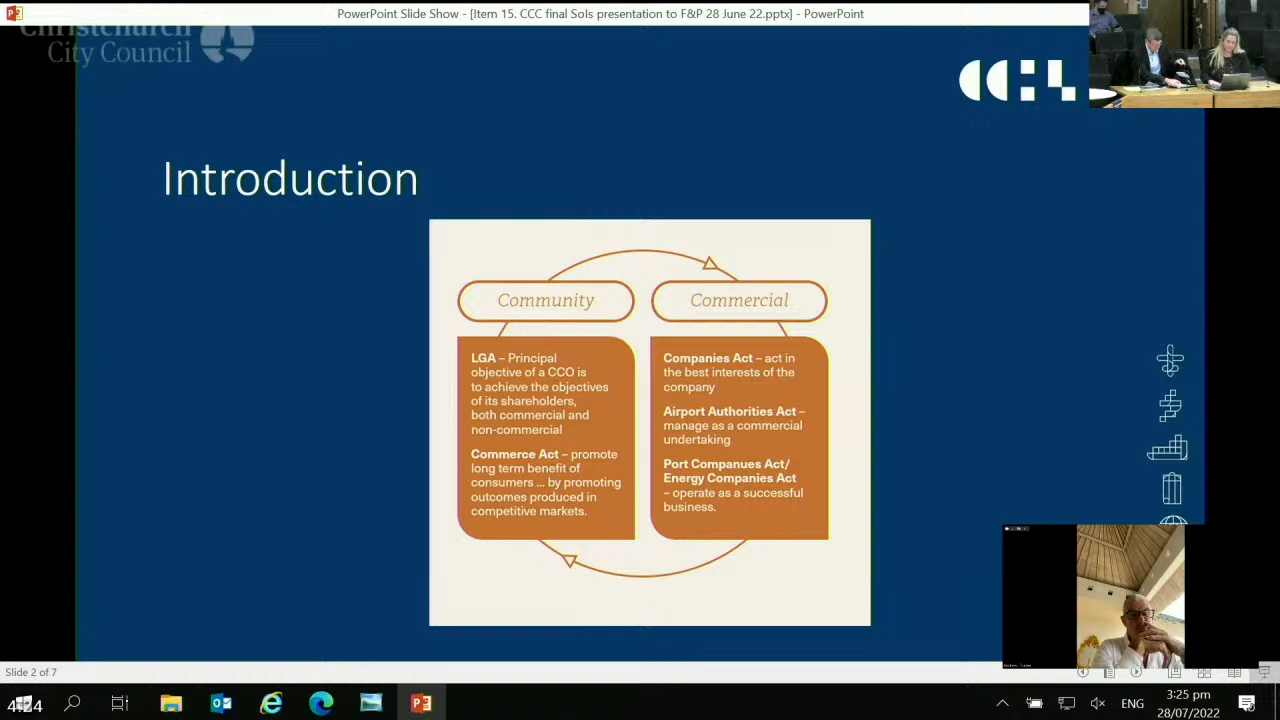 PowerPoint Slide Show - [Item 15. CCC final SoIs presentation to F&P 28 June 22.pptx] - PowerPoint
Christchurch
City Council
Introduction
Community
LGA – Principal
objective of a CCO is
to achieve the objectives
of its shareholders,
both commercial and
non-commercial
Commerce Act – promote
long term benefit of
consumers ... by promoting
outcomes produced in
competitive markets.
Commercial
Companies Act – act in
the best interests of the
company
Airport Authorities Act –
manage as a commercial
undertaking
Port Companues Act/
Energy Companies Act
– operate as a successful
business.
Slide 2 of 7
4:24
ENG
3:25 pm
28/07/2022